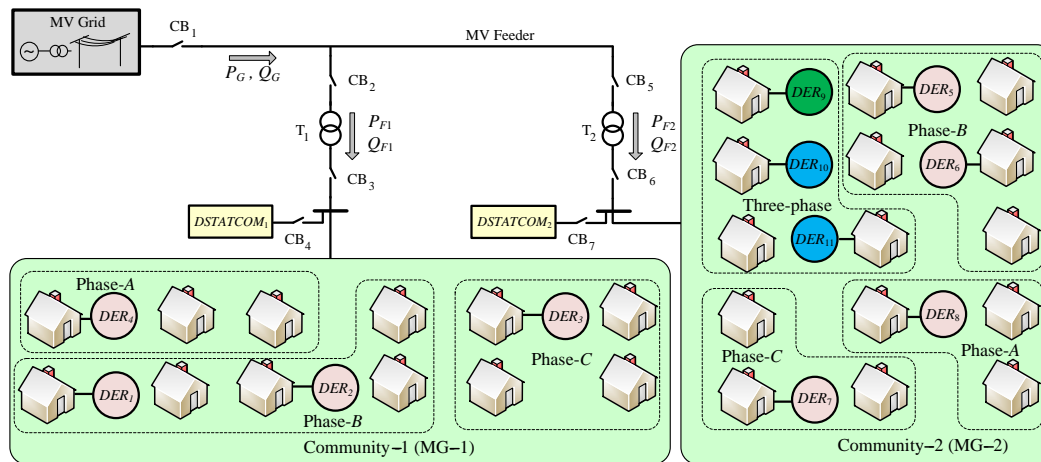 MV Grid
CB1
MV Feeder
PG , QG
CB2
CB5
T1
PF1
QF1
T2
PF2
QF2
CB3
CB6
DSTATCOM1
CB4
DSTATCOM2
CB7
Phase-A
DER4
DER3
Phase-C
DER1
DER2
Phase-B
Community-1 (MG-1)
DER9
DER5
Phase-B
DER10
DER6
Three-phase
DER11
DER8
Phase-C
Phase-A
DER7
Community-2 (MG-2)